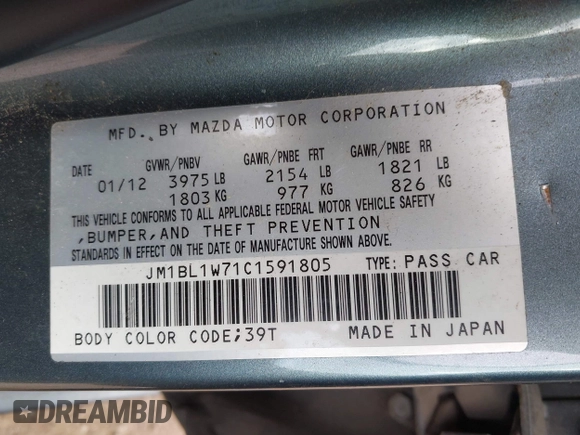 MFD. BY MAZDA MOTOR CORPORATION
DATE GVWR/PNBV GAWR/PNBE FRT GAWR/PNBE RR
01/12 3975 LB 2154 LB 1821 LB
1803 KG 977 KG 826 KG
THIS VEHICLE CONFORMS TO ALL APPLICABLE FEDERAL MOTOR VEHICLE SAFETY
,BUMPER,AND THEFT PREVENTION
STANDARDS IN EFFECT ON THE DATE OF MANUFACTURE SHOWN ABOVE.
JM1BL1W71C1591805 TYPE: PASS CAR
BODY COLOR CODE;39T MADE IN JAPAN
DREAMBID